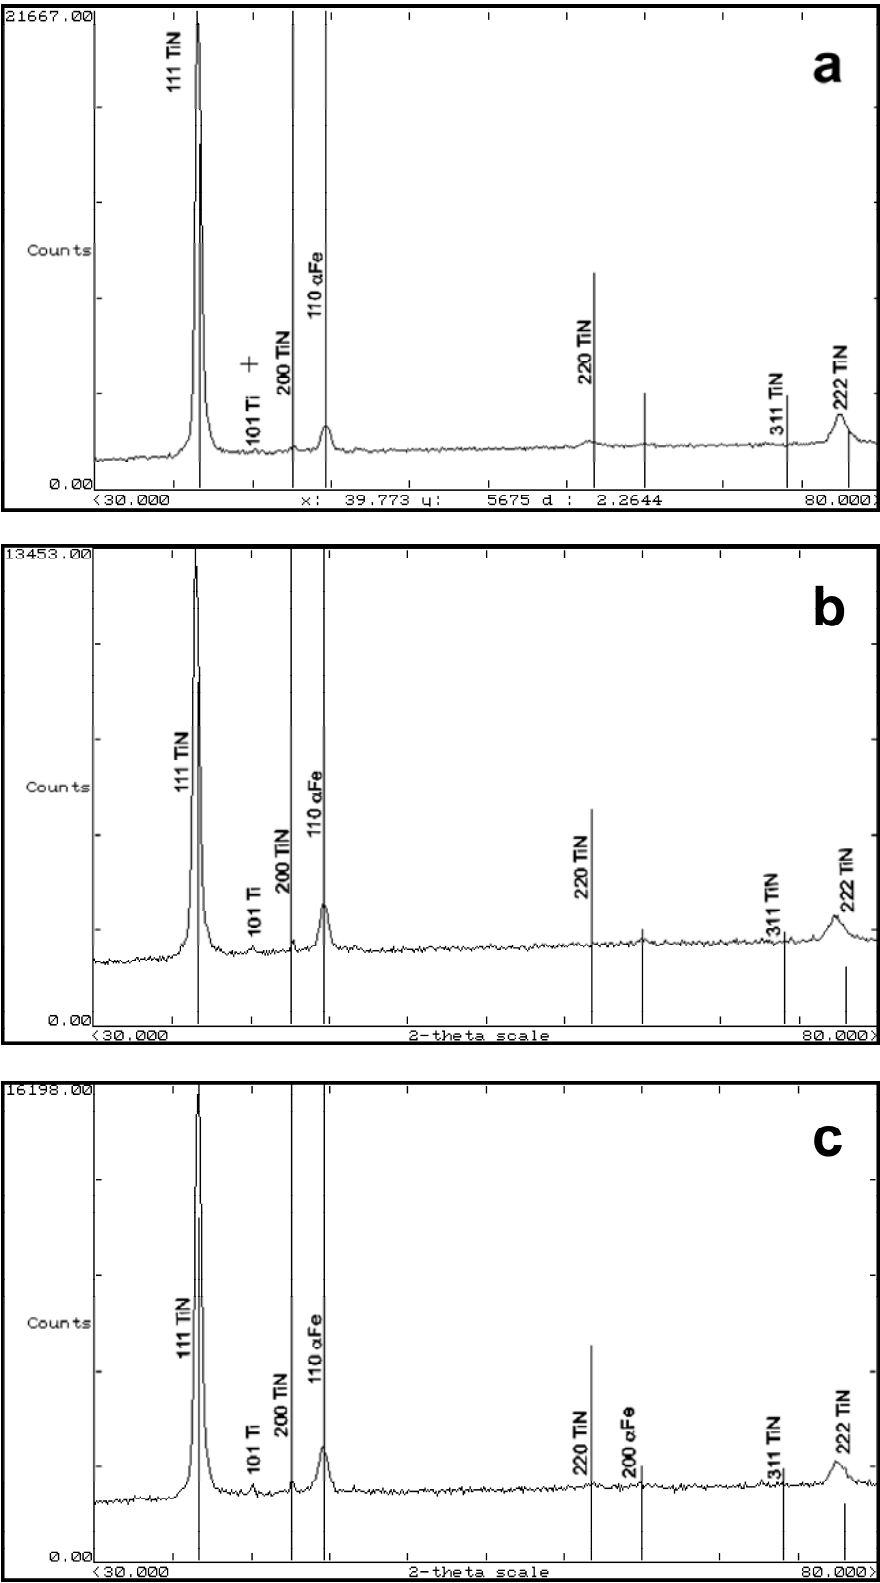 21667.00
111 TiN
a
Counts
110 αFe
200 TiN
101 Ti
220 TiN
311 TiN
222 TiN
0.00
<30.000 x: 39.773 y: 5675 d : 2.2644 80.000>
13453.00
b
111 TiN
Counts
110 αFe
200 TiN
101 Ti
220 TiN
311 TiN
222 TiN
0.00
<30.000 2-theta scale 80.000>
16198.00
c
111 TiN
Counts
110 αFe
200 TiN
101 Ti
220 TiN
200 αFe
311 TiN
222 TiN
0.00
<30.000 2-theta scale 80.000>